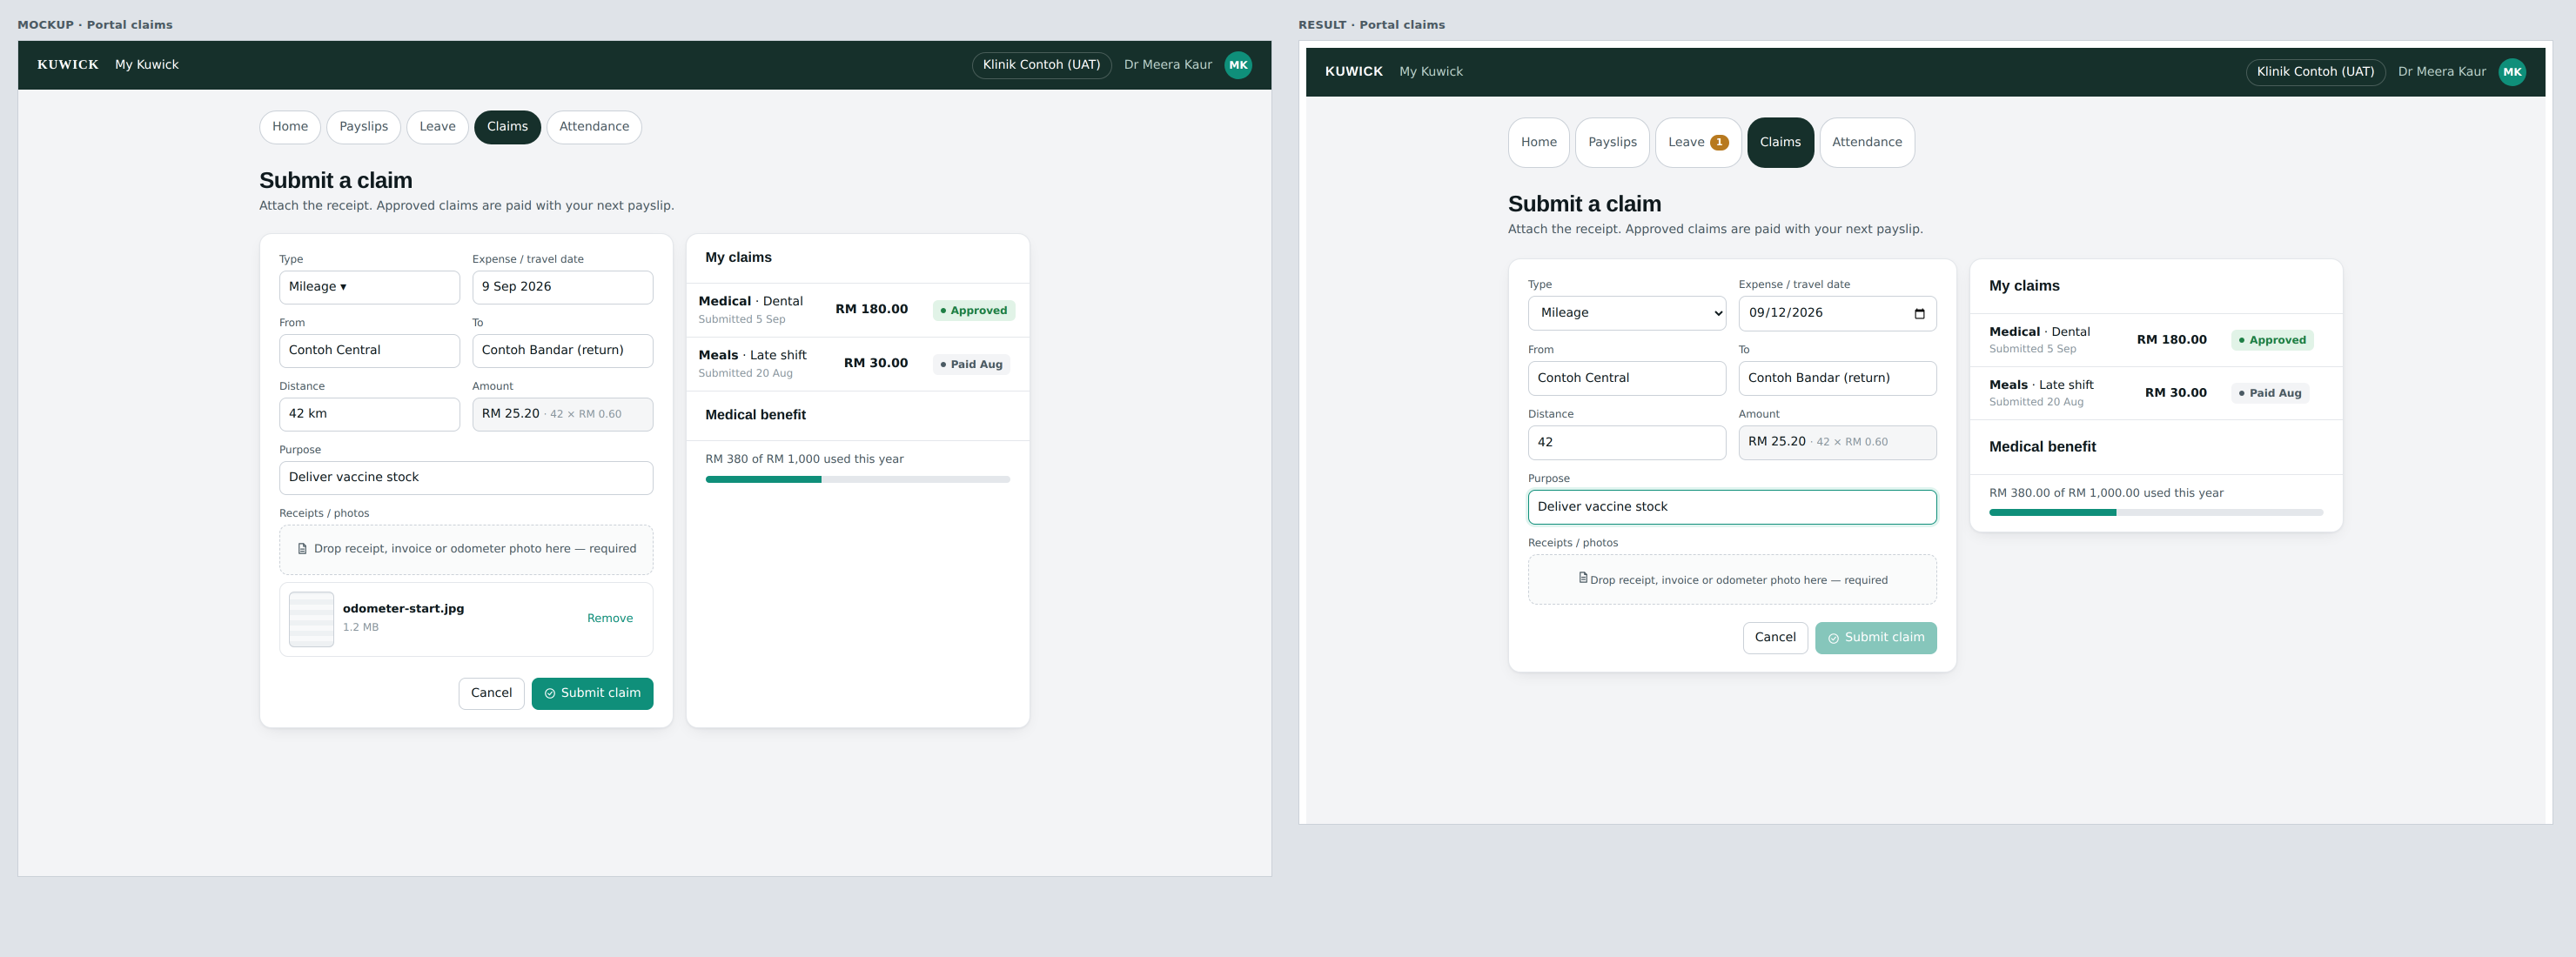 MOCKUP · Portal claims
KUWICK My Kuwick Klinik Contoh (UAT) Dr Meera Kaur MK
Home Payslips Leave Claims Attendance
Submit a claim
Attach the receipt. Approved claims are paid with your next payslip.
Type Expense / travel date
Mileage ▾ 9 Sep 2026
From To
Contoh Central Contoh Bandar (return)
Distance Amount
42 km RM 25.20 · 42 × RM 0.60
Purpose
Deliver vaccine stock
Receipts / photos
Drop receipt, invoice or odometer photo here — required
odometer-start.jpg
1.2 MB
Remove
Cancel Submit claim
My claims
Medical · Dental RM 180.00 • Approved
Submitted 5 Sep
Meals · Late shift RM 30.00 • Paid Aug
Submitted 20 Aug
Medical benefit
RM 380 of RM 1,000 used this year
RESULT · Portal claims
KUWICK My Kuwick Klinik Contoh (UAT) Dr Meera Kaur MK
Home Payslips Leave 1 Claims Attendance
Submit a claim
Attach the receipt. Approved claims are paid with your next payslip.
Type Expense / travel date
Mileage 09/12/2026
From To
Contoh Central Contoh Bandar (return)
Distance Amount
42 RM 25.20 · 42 × RM 0.60
Purpose
Deliver vaccine stock
Receipts / photos
Drop receipt, invoice or odometer photo here — required
Cancel Submit claim
My claims
Medical · Dental RM 180.00 • Approved
Submitted 5 Sep
Meals · Late shift RM 30.00 • Paid Aug
Submitted 20 Aug
Medical benefit
RM 380.00 of RM 1,000.00 used this year